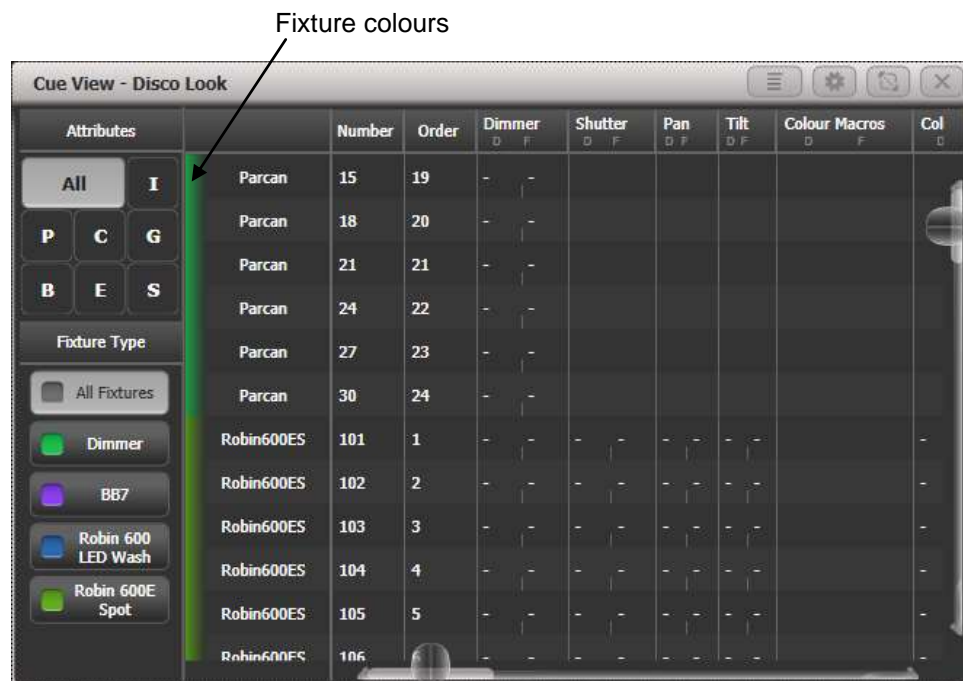 Fixture colours
Cue View - Disco Look
Attributes Number Order Dimmer Shutter Pan Tilt Colour Macros Col
D F D F D F D F D F D
All I
P C G
B E S
Fixture Type
All Fixtures
Dimmer
BB7
Robin 600
LED Wash
Robin 600E
Spot
Parcan 15 19 - -
Parcan 18 20 - -
Parcan 21 21 - -
Parcan 24 22 - -
Parcan 27 23 - -
Parcan 30 24 - -
Robin600ES 101 1 - - - - - - - - -
Robin600ES 102 2 - - - - - - - - -
Robin600ES 103 3 - - - - - - - - -
Robin600ES 104 4 - - - - - - - - -
Robin600ES 105 5 - - - - - - - - -
Robin600ES 106 6 - - - - - - - - -